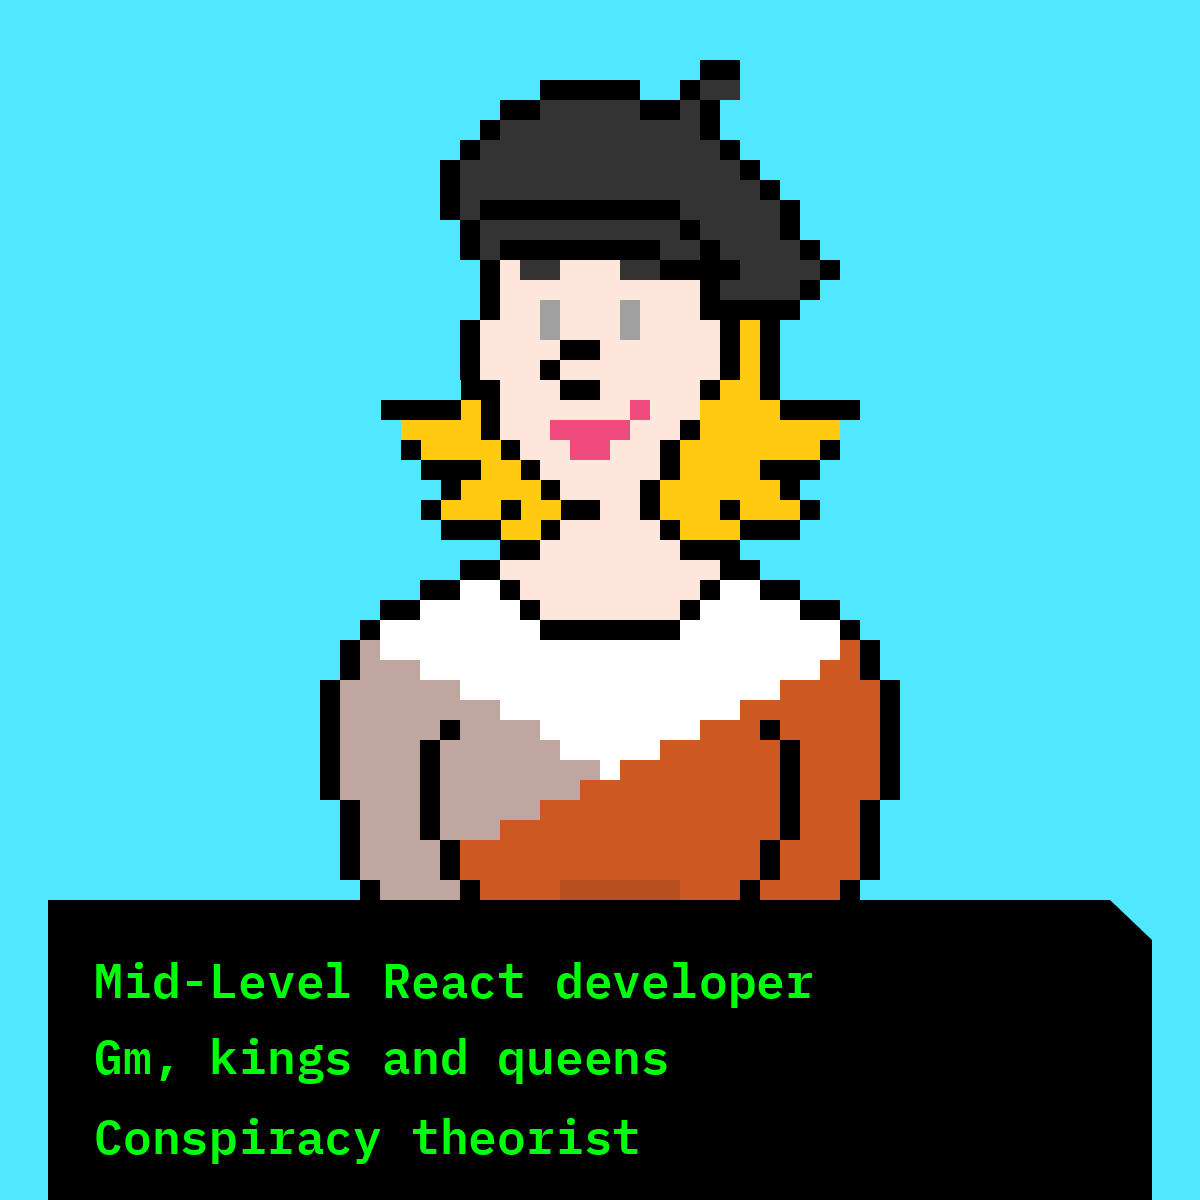 Mid-Level React developer
Gm, kings and queens
Conspiracy theorist